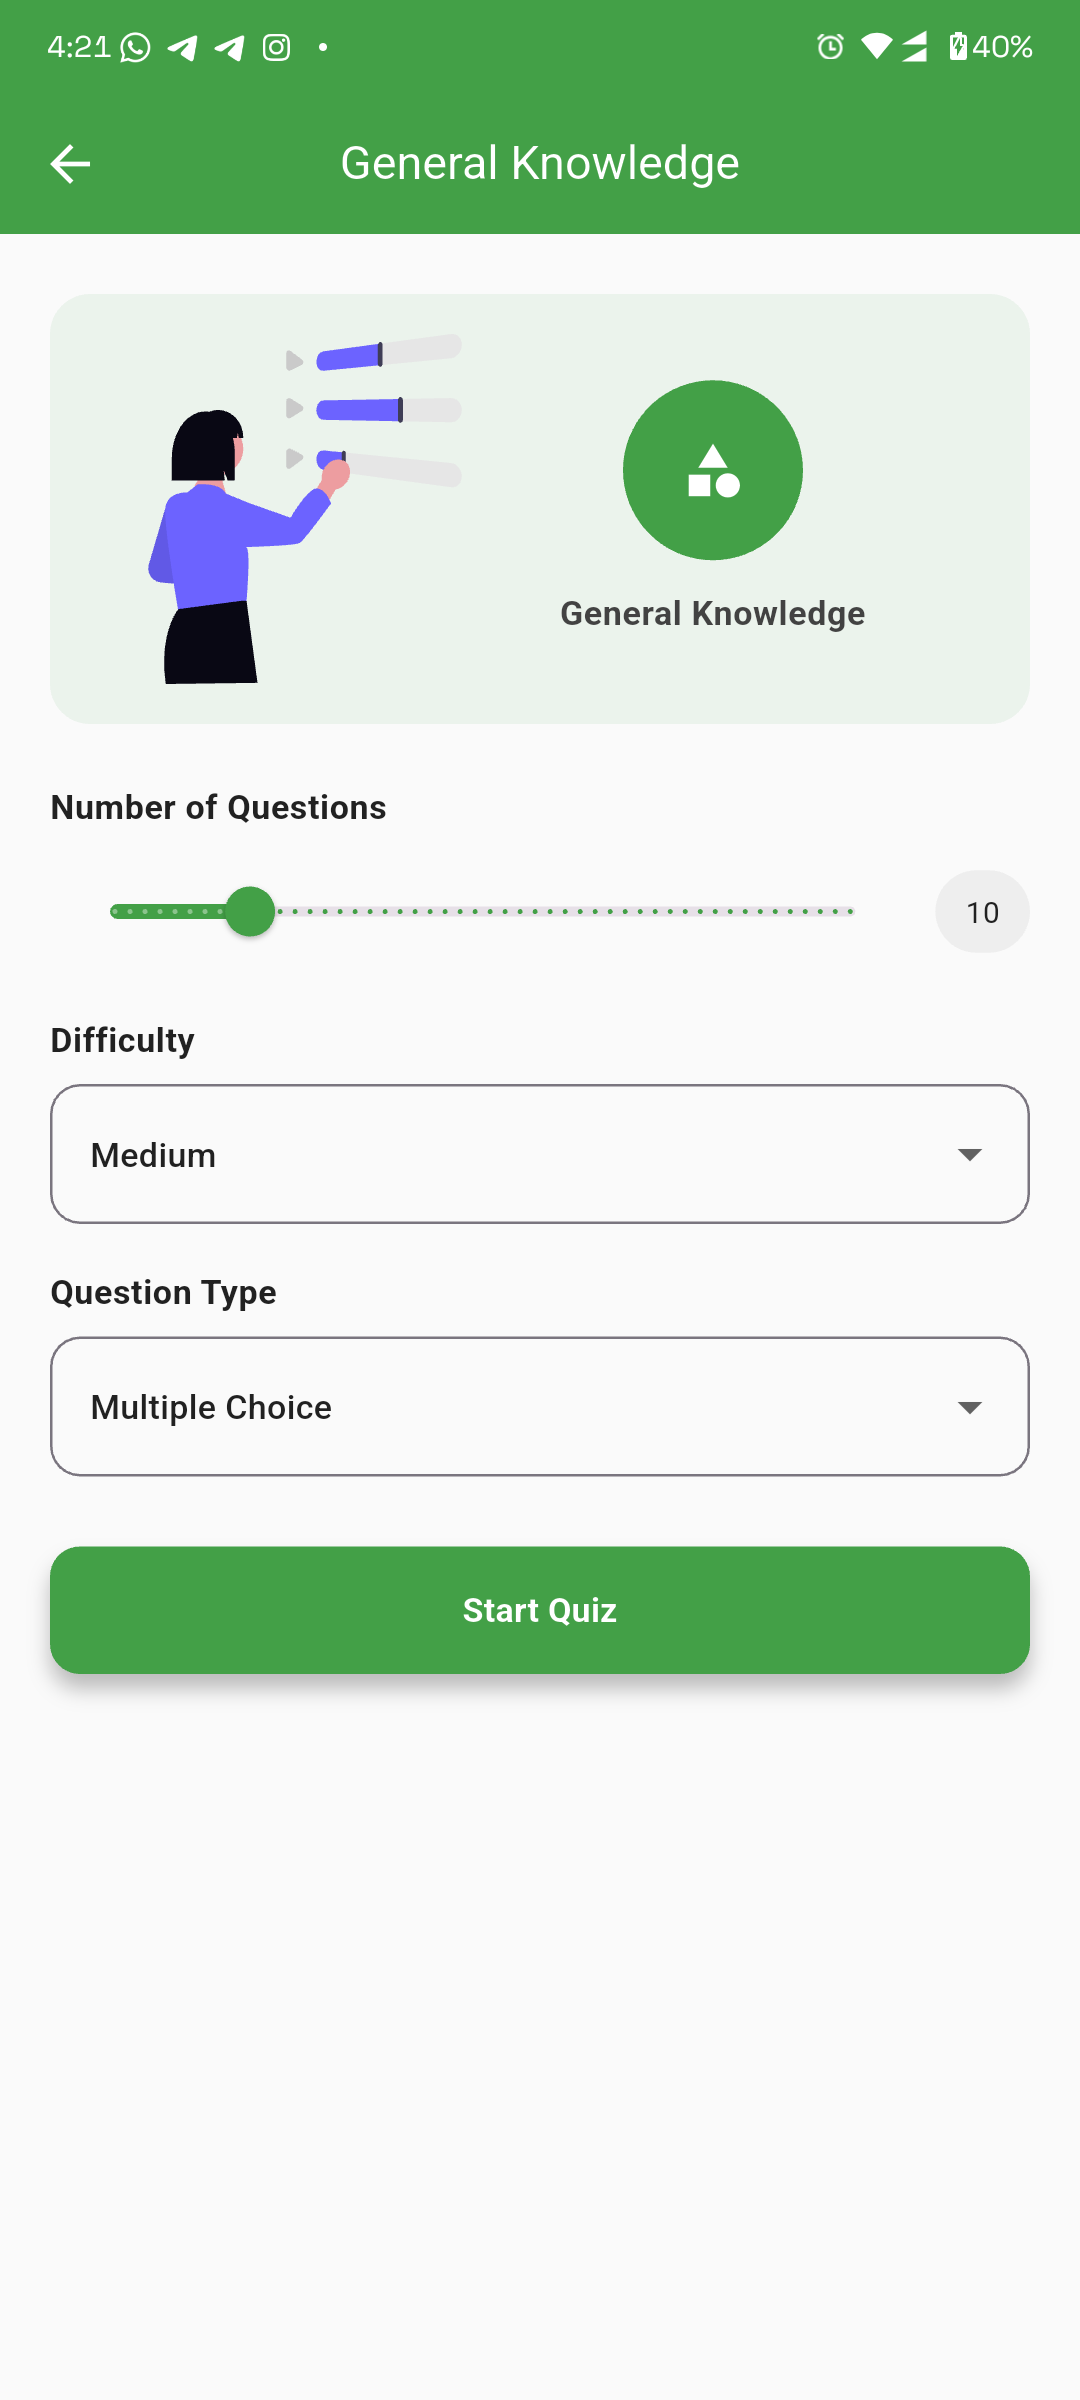 4:21
40%
General Knowledge
General Knowledge
Number of Questions
10
Difficulty
Medium
Question Type
Multiple Choice
Start Quiz